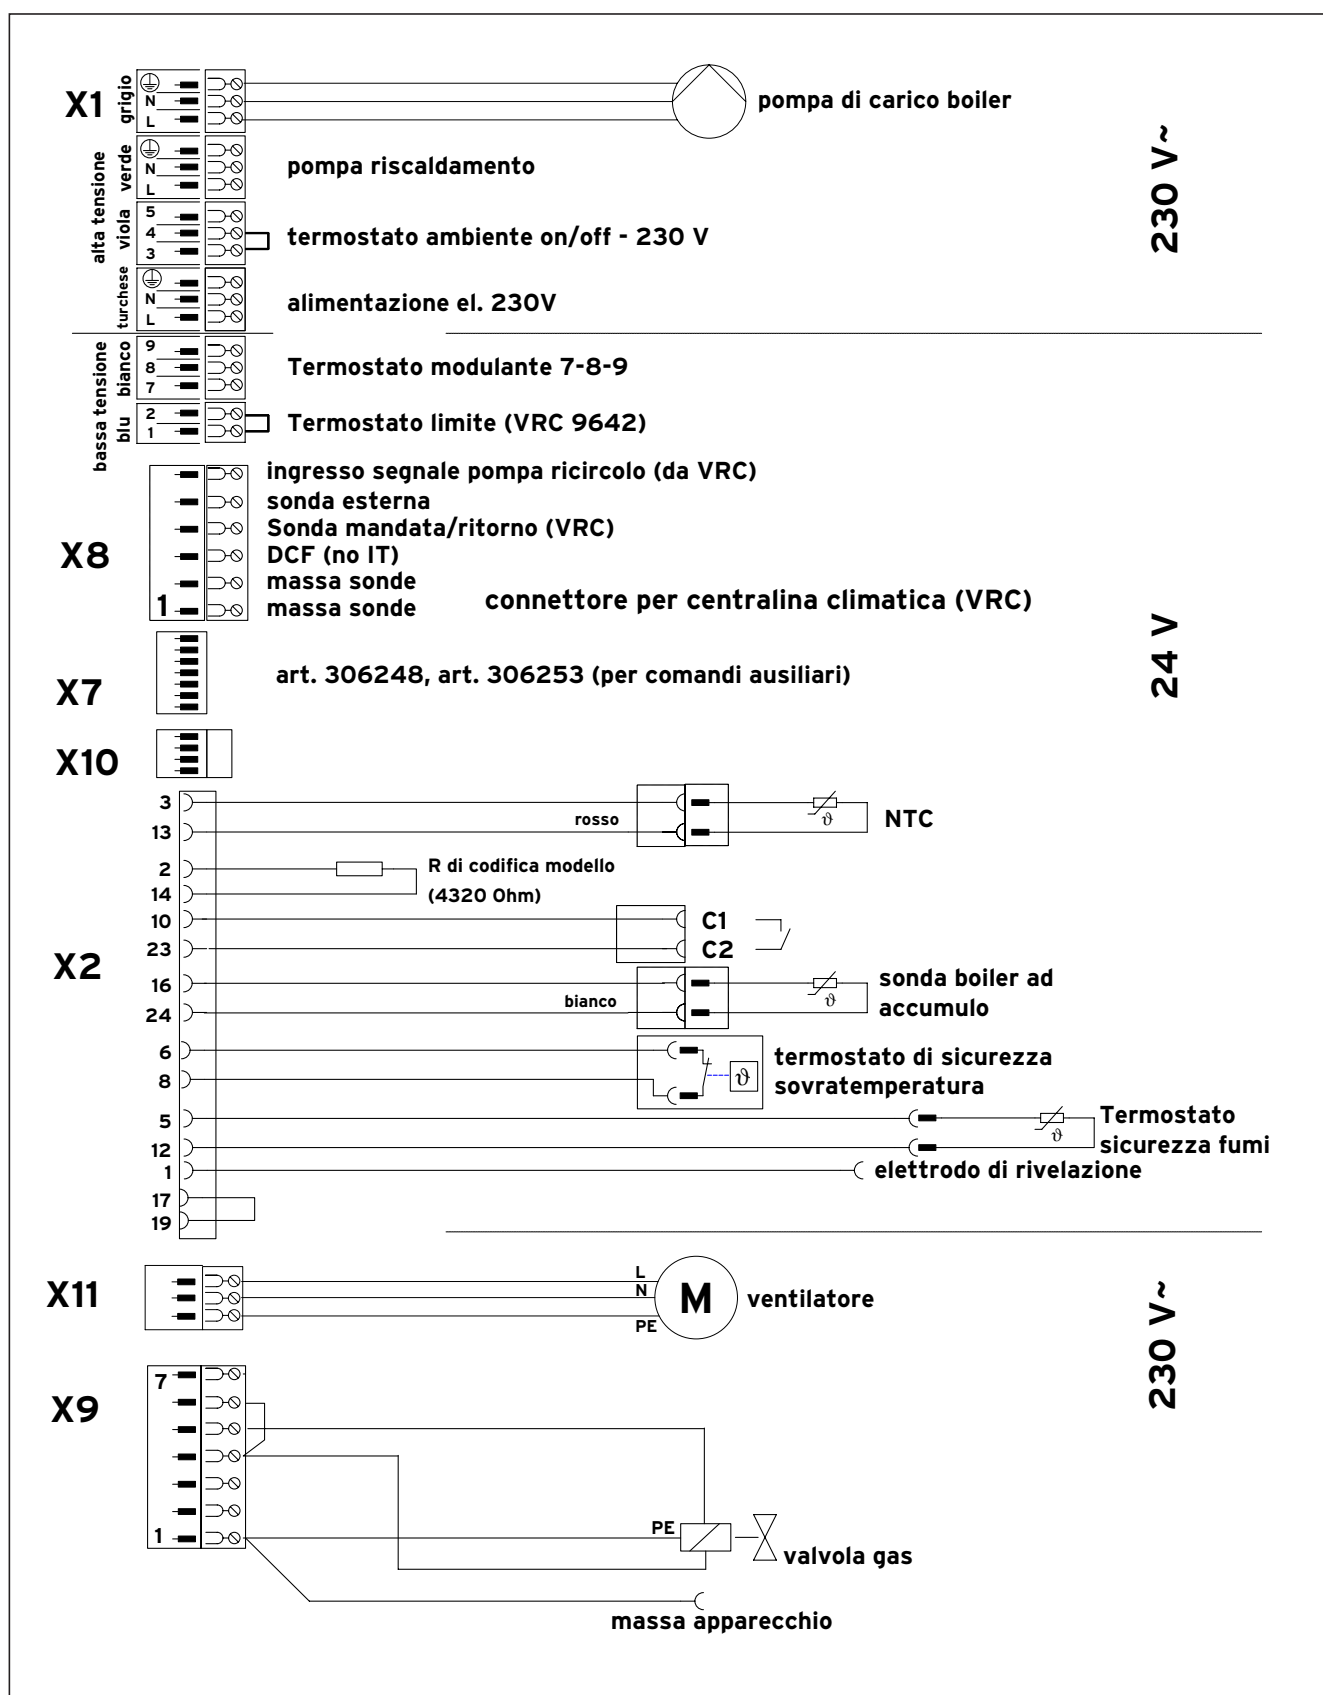 X1
grigio
N
L
pompa di carico boiler
230 V~
alta tensione
verde
N
L
pompa riscaldamento
viola
5
4
3
termostato ambiente on/off - 230 V
turchese
N
L
alimentazione el. 230V
bassa tensione
bianco
9
8
7
Termostato modulante 7-8-9
blu
2
1
Termostato limite (VRC 9642)
X8
1
ingresso segnale pompa ricircolo (da VRC)
sonda esterna
Sonda mandata/ritorno (VRC)
DCF (no IT)
massa sonde
massa sonde
connettore per centralina climatica (VRC)
24 V
X7
art. 306248, art. 306253 (per comandi ausiliari)
X10
X2
3
13
rosso
ϑ
NTC
2
14
R di codifica modello
(4320 Ohm)
10
23
C1
C2
16
24
bianco
ϑ
sonda boiler ad
accumulo
6
8
ϑ
termostato di sicurezza
sovratemperatura
5
12
ϑ
Termostato
sicurezza fumi
1
elettrodo di rivelazione
17
19
X11
L
N
PE
M
ventilatore
230 V~
X9
7
1
PE
valvola gas
massa apparecchio